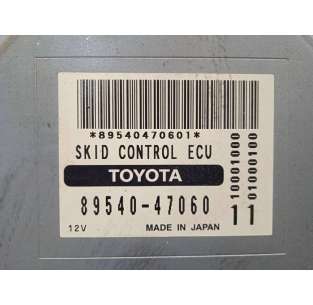 *89540470601*
SKID CONTROL ECU
TOYOTA
89540-47060
11
12V MADE IN JAPAN
10001000
01000100